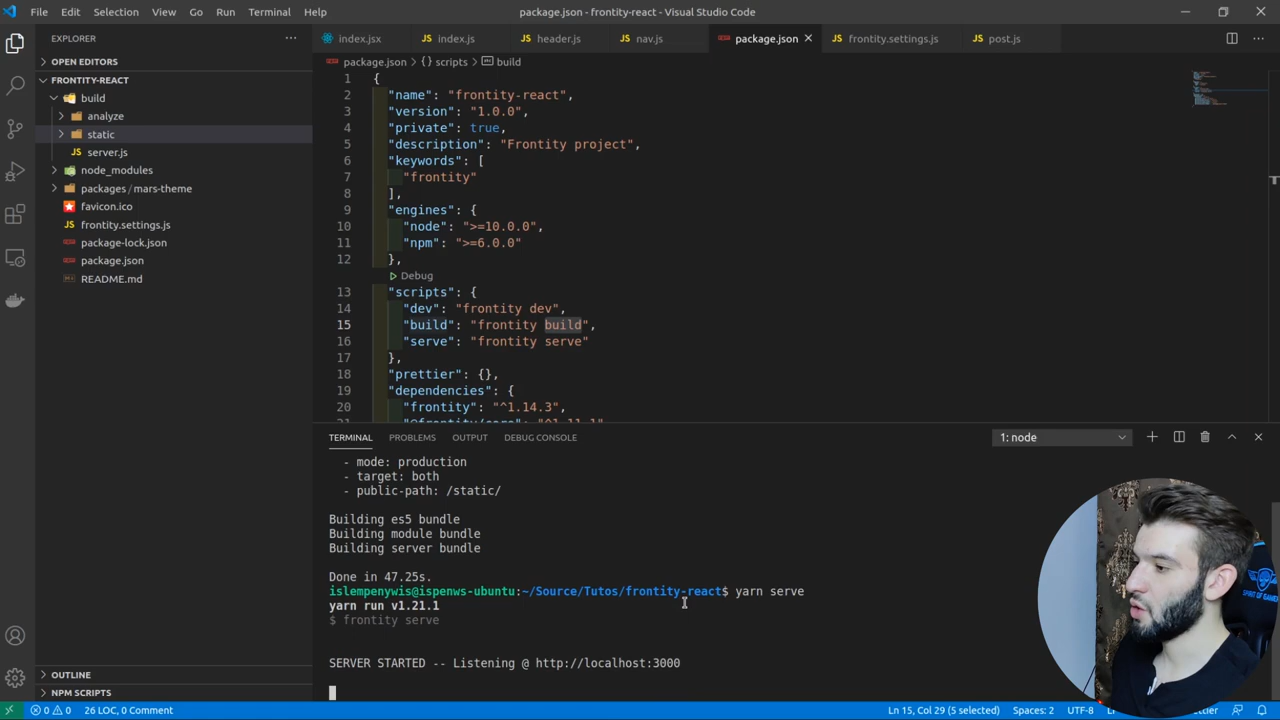 File Edit Selection View Go Run Terminal Help
package.json - frontity-react - Visual Studio Code
EXPLORER
index.jsx
index.js
header.js
nav.js
package.json
frontity.settings.js
post.js
OPEN EDITORS
FRONTITY-REACT
build
analyze
static
server.js
node_modules
packages / mars-theme
favicon.ico
frontity.settings.js
package-lock.json
package.json
README.md
OUTLINE
NPM SCRIPTS
package.json > {} scripts > build
1 {
2 "name": "frontity-react",
3 "version": "1.0.0",
4 "private": true,
5 "description": "Frontity project",
6 "keywords": [
7 "frontity"
8 ],
9 "engines": {
10 "node": ">=10.0.0",
11 "npm": ">=6.0.0"
12 },
Debug
13 "scripts": {
14 "dev": "frontity dev",
15 "build": "frontity build",
16 "serve": "frontity serve"
17 },
18 "prettier": {},
19 "dependencies": {
20 "frontity": "^1.14.3",
21 "@frontity/core": "^1.11.1"
TERMINAL PROBLEMS OUTPUT DEBUG CONSOLE
1: node
- mode: production
- target: both
- public-path: /static/
Building es5 bundle
Building module bundle
Building server bundle
Done in 47.25s.
islempenywis@ispenws-ubuntu:~/Source/Tutos/frontity-react$ yarn serve
yarn run v1.21.1
$ frontity serve
SERVER STARTED -- Listening @ http://localhost:3000
SPIRIT OF GAMER
0 0 26 LOC, 0 Comment
Ln 15, Col 29 (5 selected) Spaces: 2 UTF-8